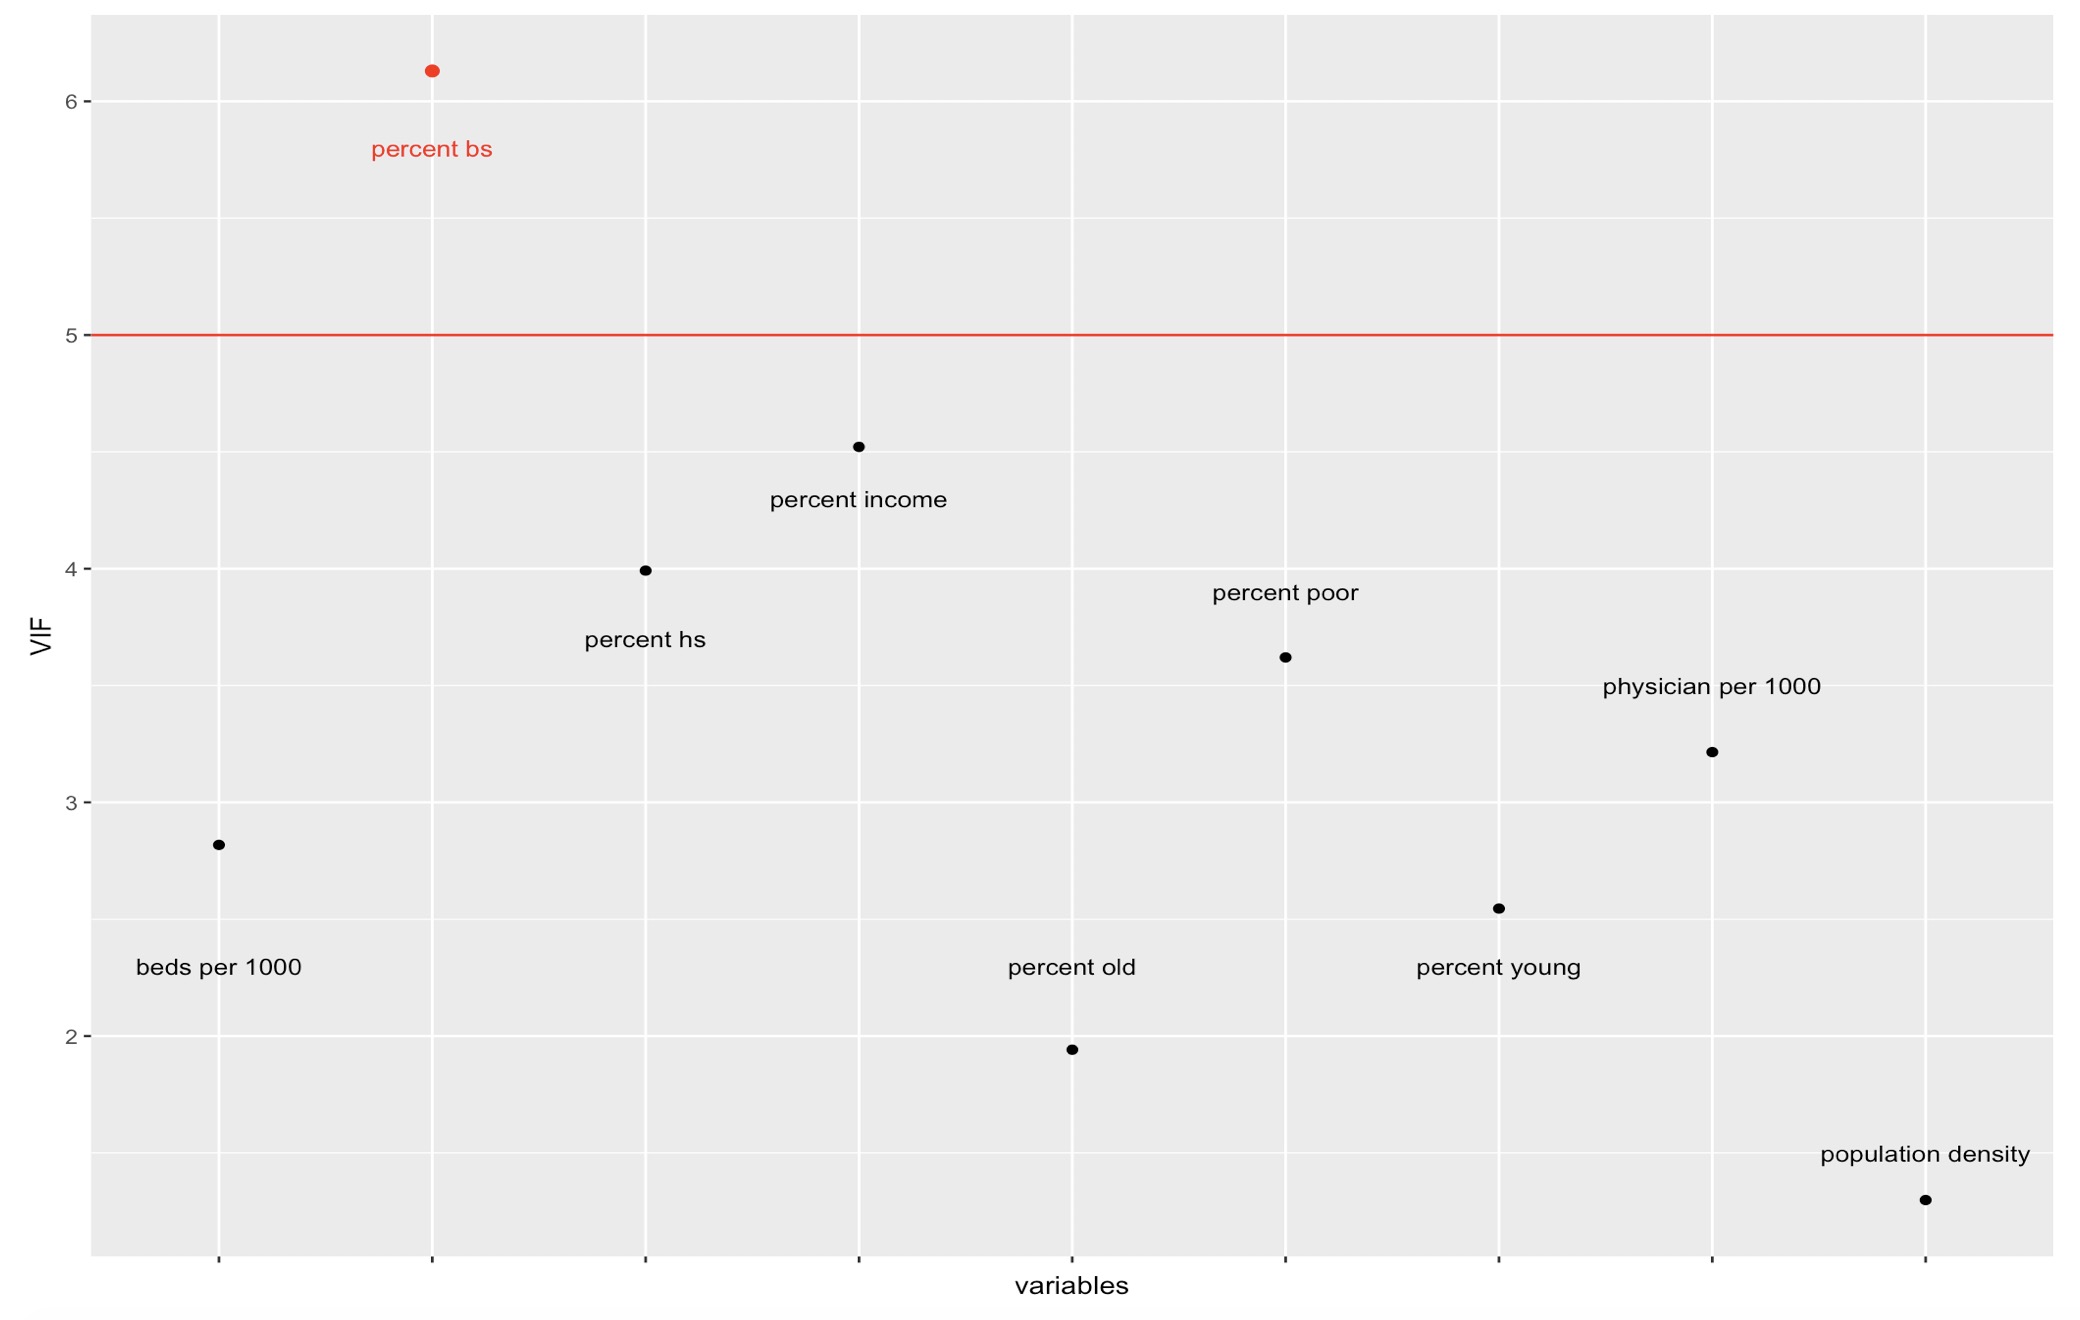 6
percent bs
5
percent income
4
percent poor
VIF
percent hs
physician per 1000
3
beds per 1000
percent old
percent young
2
population density
variables